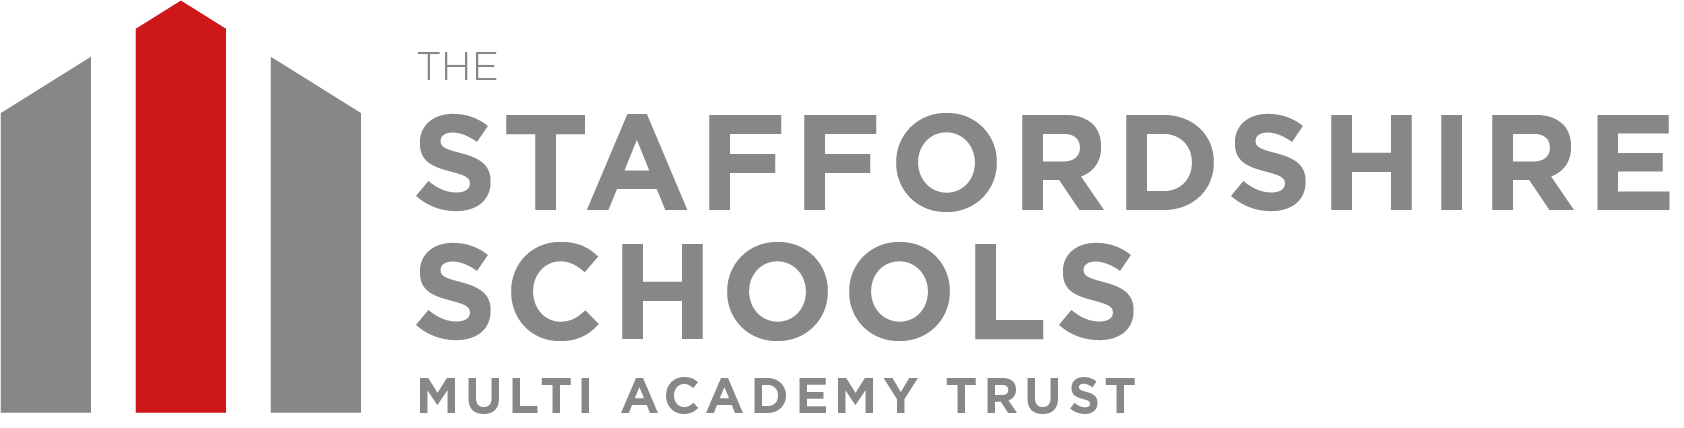 THE
STAFFORDSHIRE
SCHOOLS
MULTI ACADEMY TRUST